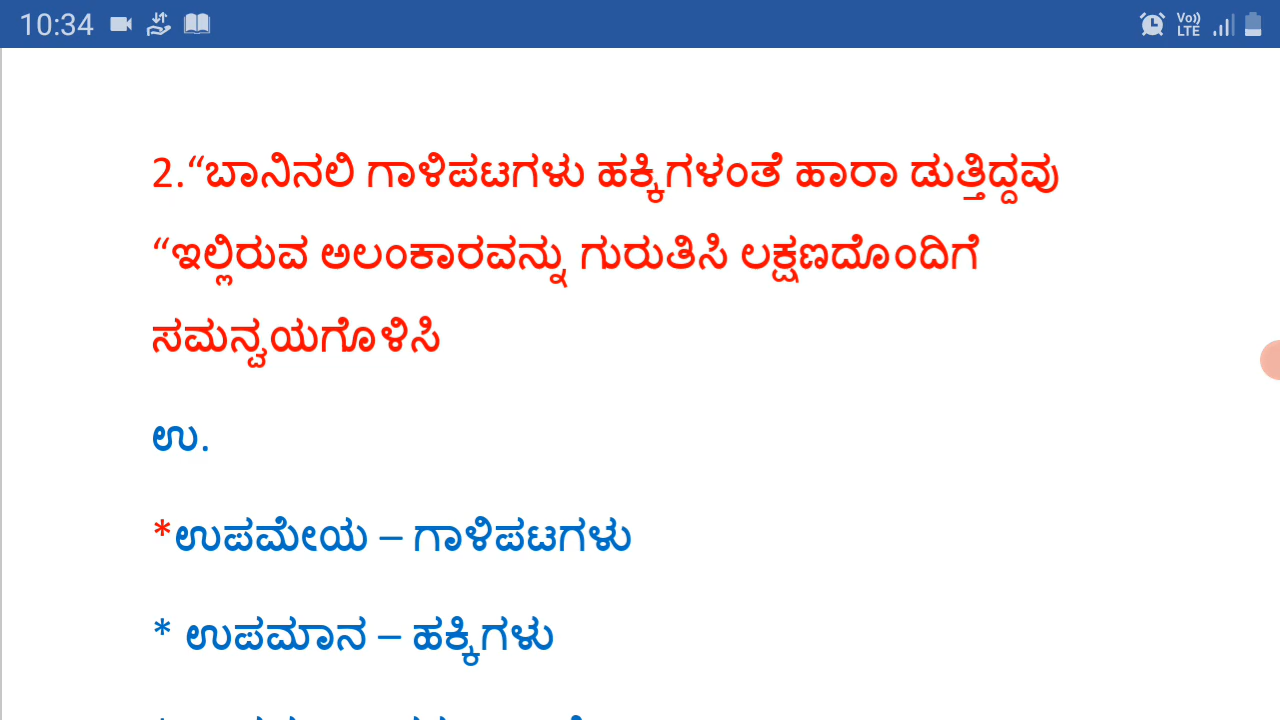 10:34
Vo)) LTE
2.“ಬಾನಿನಲಿ ಗಾಳಿಪಟಗಳು ಹಕ್ಕಿಗಳಂತೆ ಹಾರಾ ಡುತ್ತಿದ್ದವು
“ಇಲ್ಲಿರುವ ಅಲಂಕಾರವನ್ನು ಗುರುತಿಸಿ ಲಕ್ಷಣದೊಂದಿಗೆ
ಸಮನ್ವಯಗೊಳಿಸಿ
ಉ.
*ಉಪಮೇಯ – ಗಾಳಿಪಟಗಳು
* ಉಪಮಾನ – ಹಕ್ಕಿಗಳು